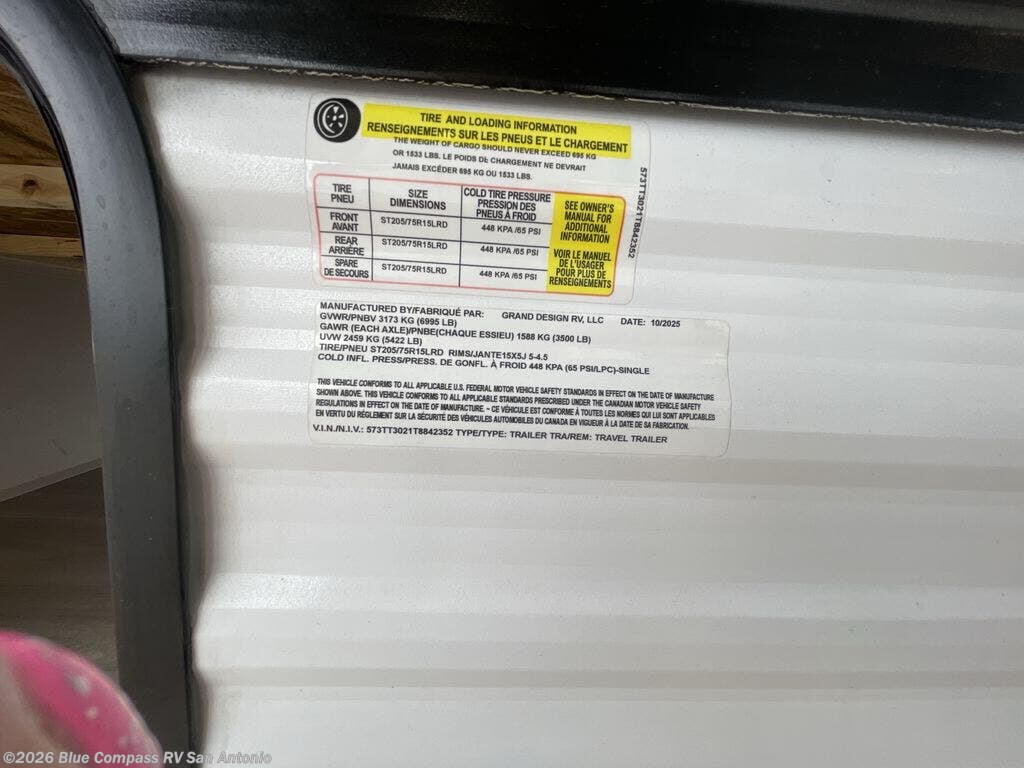 TIRE AND LOADING INFORMATION
RENSEIGNEMENTS SUR LES PNEUS ET LE CHARGEMENT
THE WEIGHT OF CARGO SHOULD NEVER EXCEED 695 KG
OR 1533 LBS. LE POIDS DE CHARGEMENT NE DEVRAIT
JAMAIS EXCÉDER 695 KG OU 1533 LBS.
TIRE
PNEU
SIZE
DIMENSIONS
COLD TIRE PRESSURE
PRESSION DES
PNEUS À FROID
FRONT
AVANT
ST205/75R15LRD
448 KPA /65 PSI
REAR
ARRIÈRE
ST205/75R15LRD
448 KPA /65 PSI
SPARE
DE SECOURS
ST205/75R15LRD
448 KPA /65 PSI
SEE OWNER'S
MANUAL FOR
ADDITIONAL
INFORMATION
VOIR LE MANUEL
DE L'USAGER
POUR PLUS DE
RENSEIGNEMENTS
573TT3021T8842352
MANUFACTURED BY/FABRIQUÉ PAR: GRAND DESIGN RV, LLC DATE: 10/2025
GVWR/PNBV 3173 KG (6995 LB)
GAWR (EACH AXLE)/PNBE(CHAQUE ESSIEU) 1588 KG (3500 LB)
UVW 2459 KG (5422 LB)
TIRE/PNEU ST205/75R15LRD RIMS/JANTE15X5J 5-4.5
COLD INFL. PRESS/PRESS. DE GONFL. À FROID 448 KPA (65 PSI/LPC)-SINGLE
THIS VEHICLE CONFORMS TO ALL APPLICABLE U.S. FEDERAL MOTOR VEHICLE SAFETY STANDARDS IN EFFECT ON THE DATE OF MANUFACTURE
SHOWN ABOVE. THIS VEHICLE CONFORMS TO ALL APPLICABLE STANDARDS PRESCRIBED UNDER THE CANADIAN MOTOR VEHICLE SAFETY
REGULATIONS IN EFFECT ON THE DATE OF MANUFACTURE. ~ CE VÉHICULE EST CONFORME À TOUTES LES NORMES QUI LUI SONT APPLICABLES
EN VERTU DU RÉGLEMENT SUR LA SÉCURITÉ DES VÉHICULES AUTOMOBILES DU CANADA EN VIGUEUR À LA DATE DE SA FABRICATION.
V.I.N./N.I.V.: 573TT3021T8842352 TYPE/TYPE: TRAILER TRA/REM: TRAVEL TRAILER
©2026 Blue Compass RV San Antonio